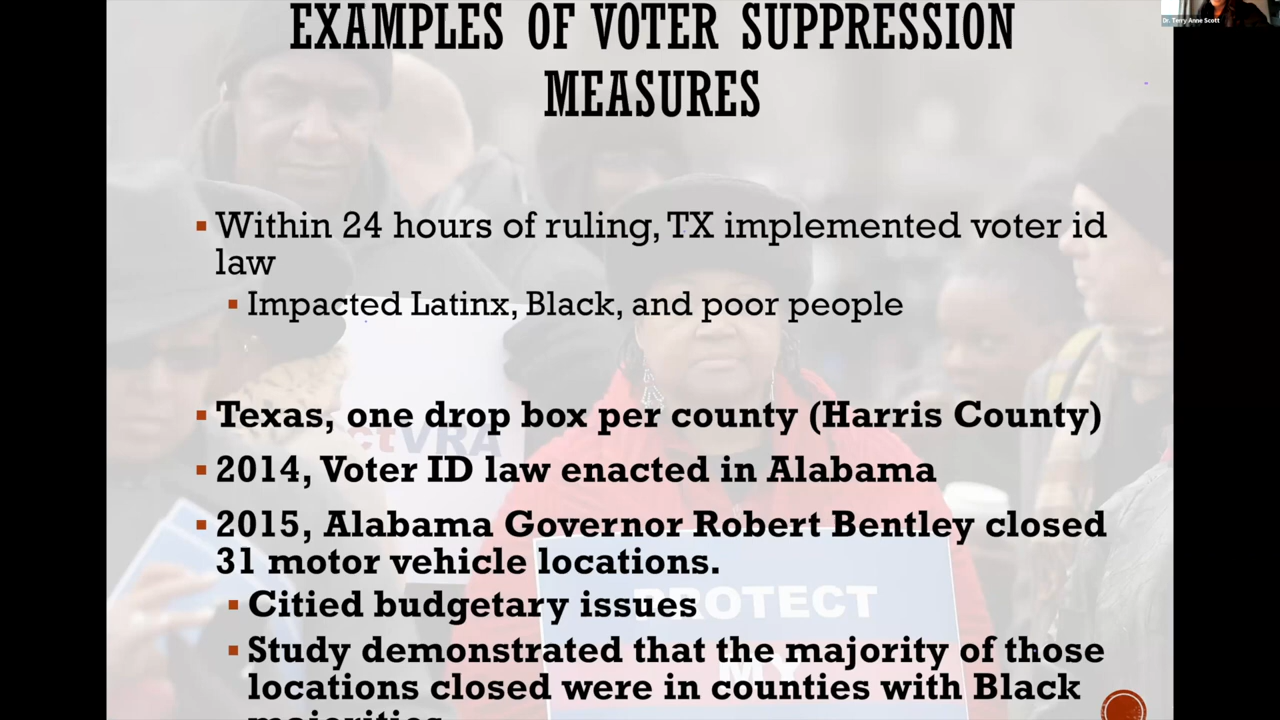 EXAMPLES OF VOTER SUPPRESSION
MEASURES
Dr. Terry Anne Scott
▪ Within 24 hours of ruling, TX implemented voter id
law
▪ Impacted Latinx, Black, and poor people
▪ Texas, one drop box per county (Harris County)
VRA
▪ 2014, Voter ID law enacted in Alabama
▪ 2015, Alabama Governor Robert Bentley closed
31 motor vehicle locations.
▪ Citied budgetary issues
PROTECT
▪ Study demonstrated that the majority of those
MY
locations closed were in counties with Black